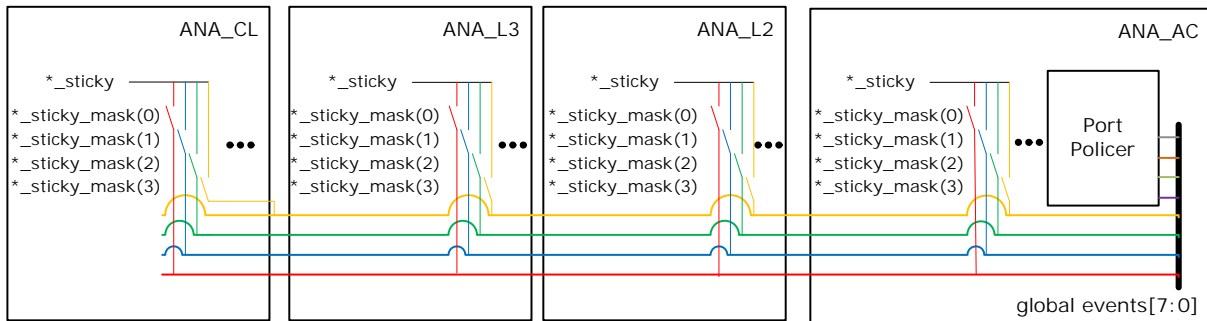 ANA_CL
*_sticky
*_sticky_mask(0)
*_sticky_mask(1)
*_sticky_mask(2)
*_sticky_mask(3)
ANA_L3
*_sticky
*_sticky_mask(0)
*_sticky_mask(1)
*_sticky_mask(2)
*_sticky_mask(3)
ANA_L2
*_sticky
*_sticky_mask(0)
*_sticky_mask(1)
*_sticky_mask(2)
*_sticky_mask(3)
ANA_AC
*_sticky
*_sticky_mask(0)
*_sticky_mask(1)
*_sticky_mask(2)
*_sticky_mask(3)
Port
Policer
global events[7:0]